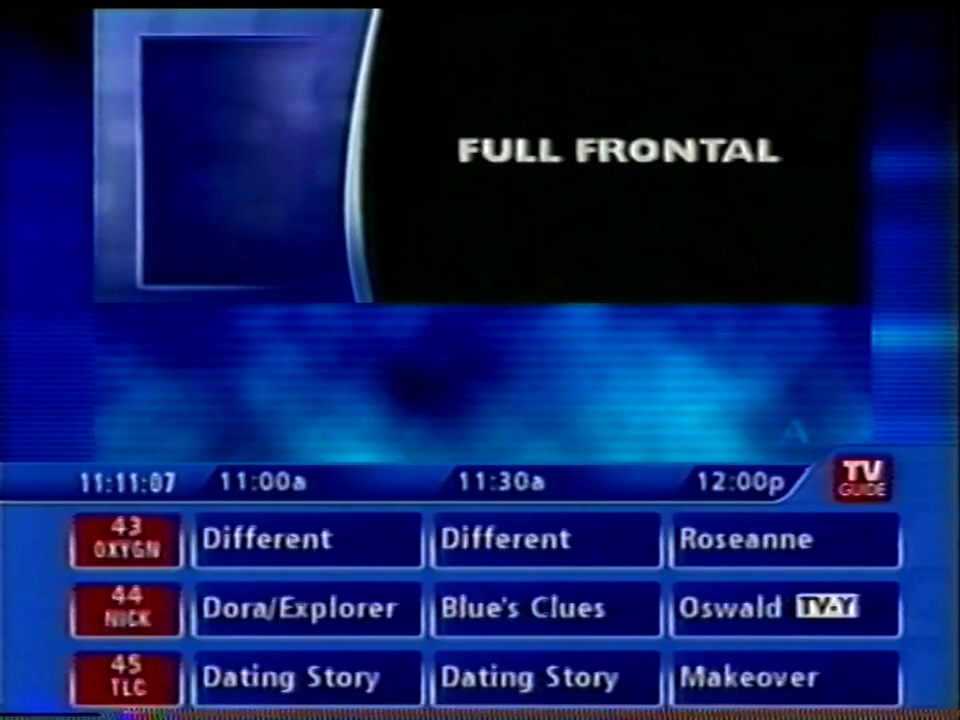 FULL FRONTAL
A
11:11:07 11:00a 11:30a 12:00p TV GUIDE
43 OXYGN Different Different Roseanne
44 NICK Dora/Explorer Blue's Clues Oswald TV-Y
45 TLC Dating Story Dating Story Makeover